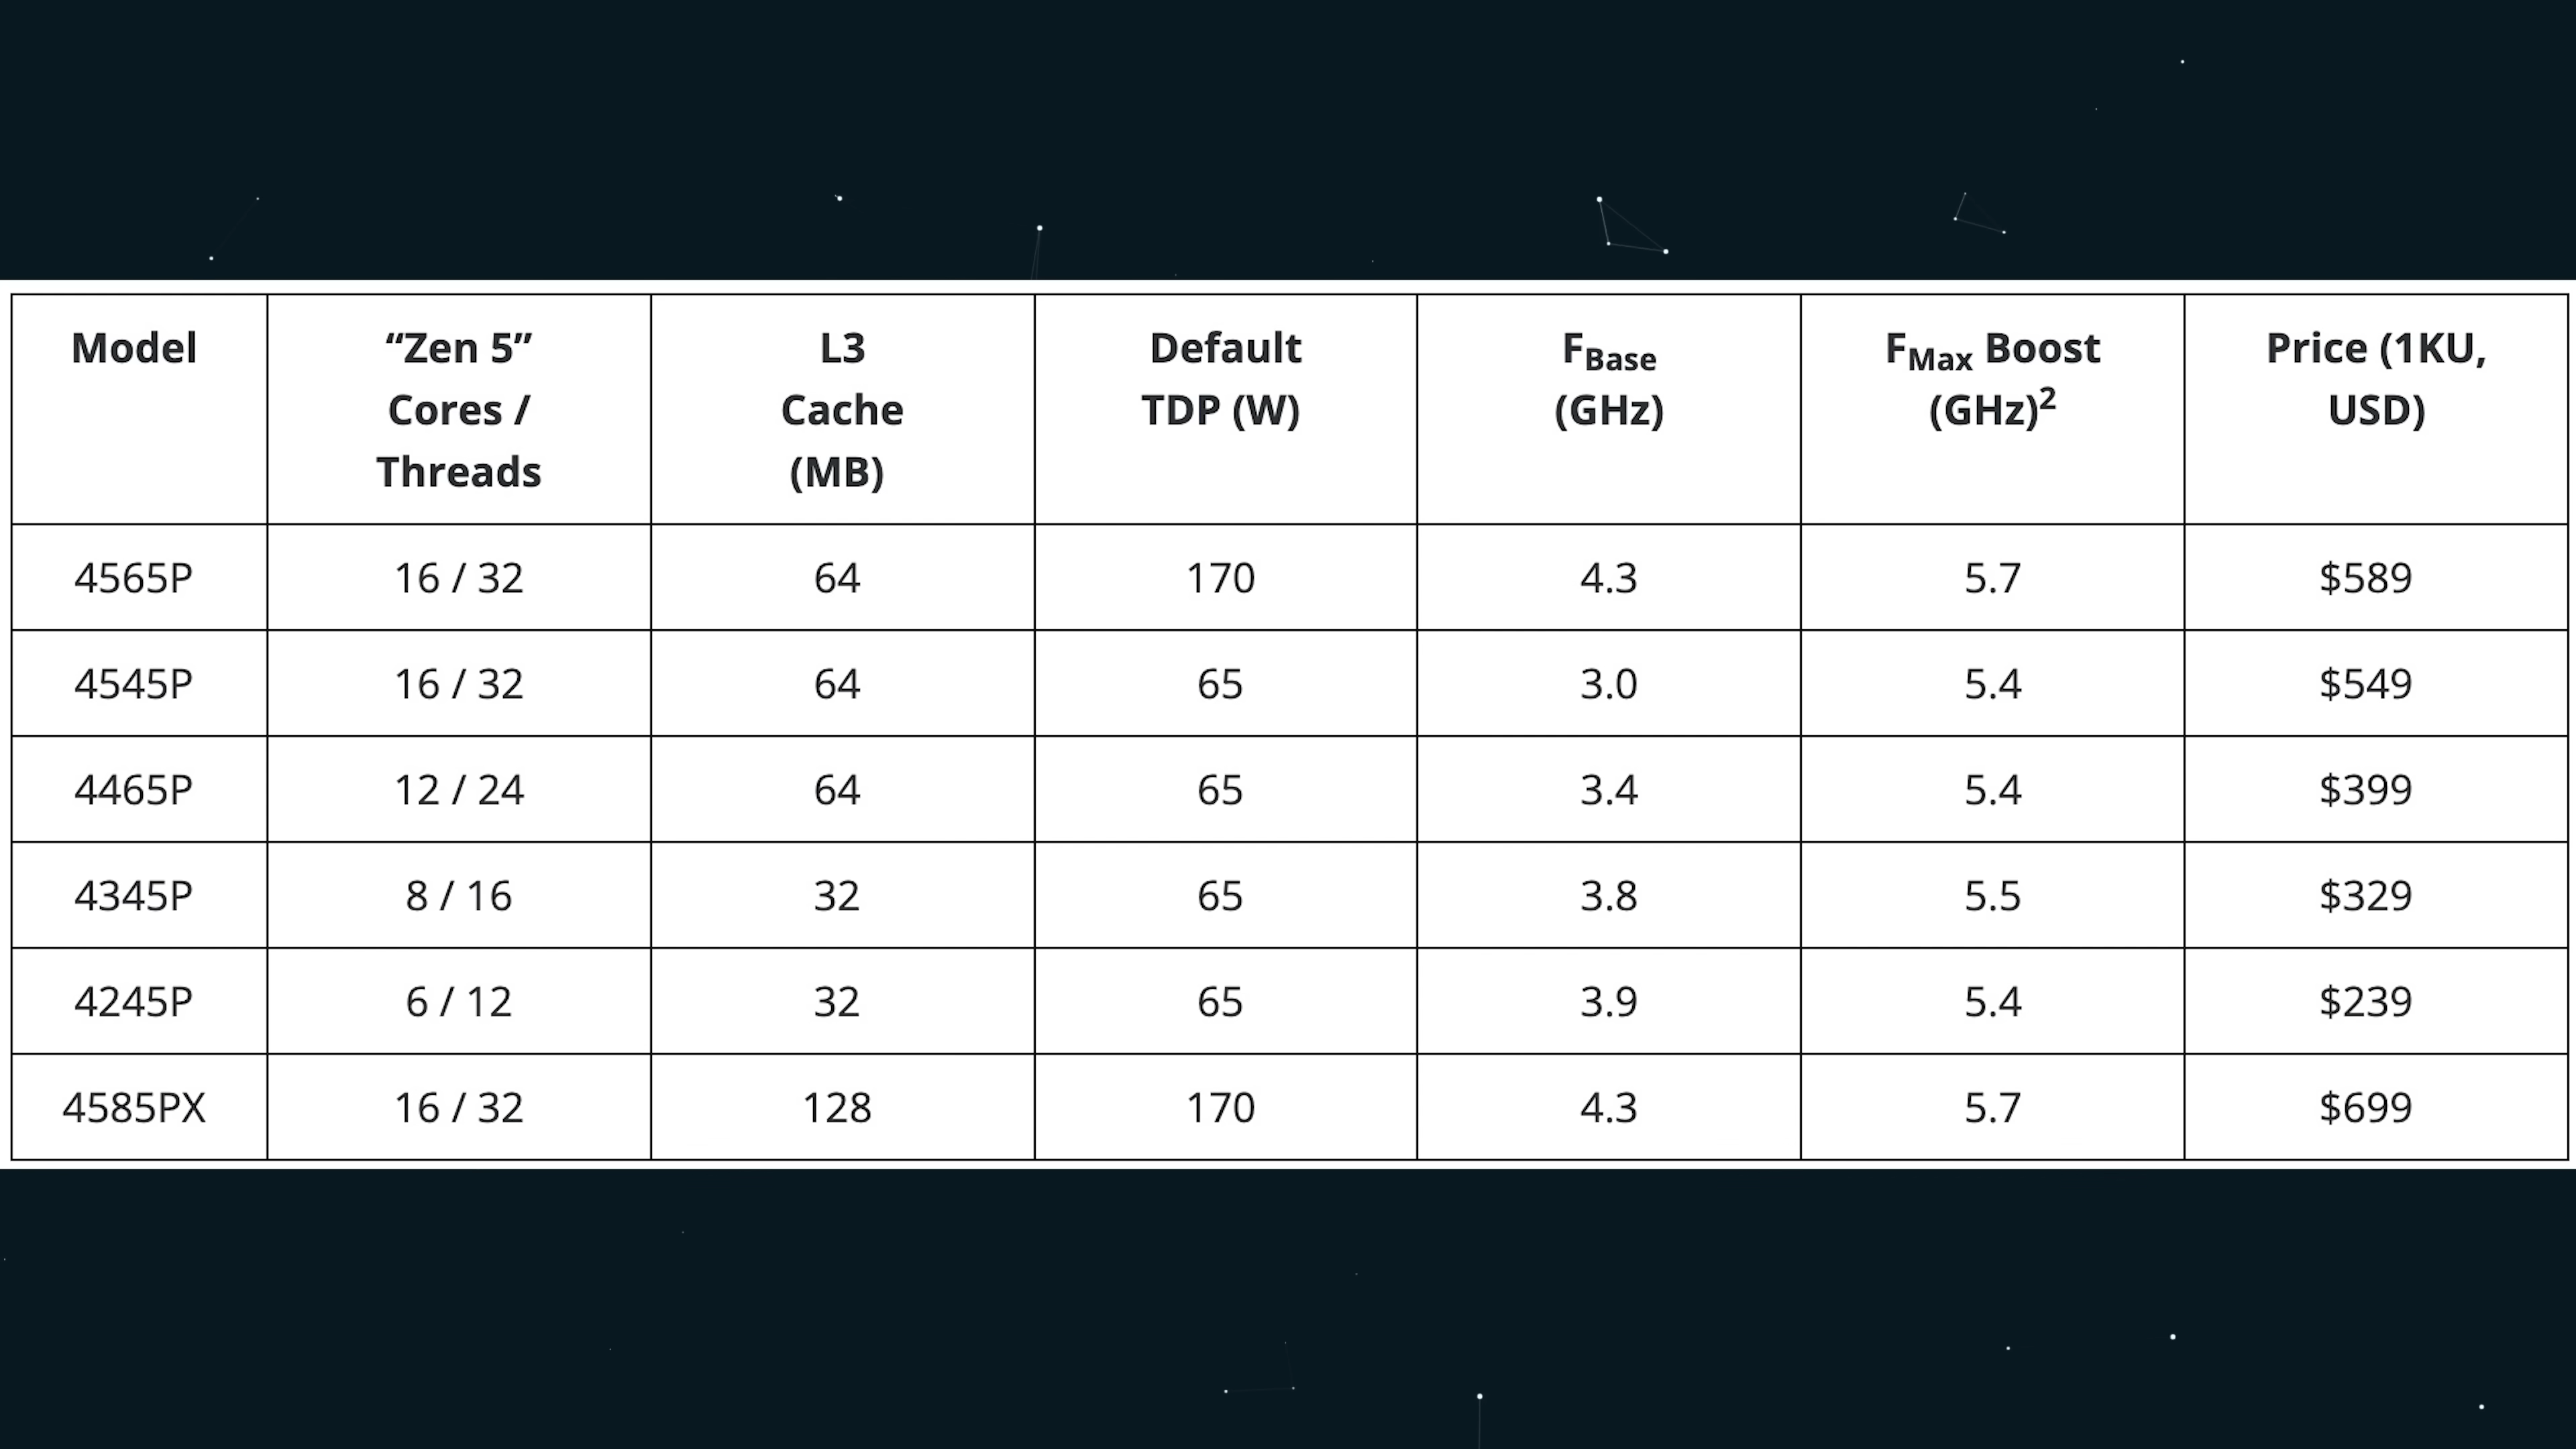 Model “Zen 5” Cores / Threads L3 Cache (MB) Default TDP (W) FBase (GHz) FMax Boost (GHz)2 Price (1KU, USD)
4565P 16 / 32 64 170 4.3 5.7 $589
4545P 16 / 32 64 65 3.0 5.4 $549
4465P 12 / 24 64 65 3.4 5.4 $399
4345P 8 / 16 32 65 3.8 5.5 $329
4245P 6 / 12 32 65 3.9 5.4 $239
4585PX 16 / 32 128 170 4.3 5.7 $699